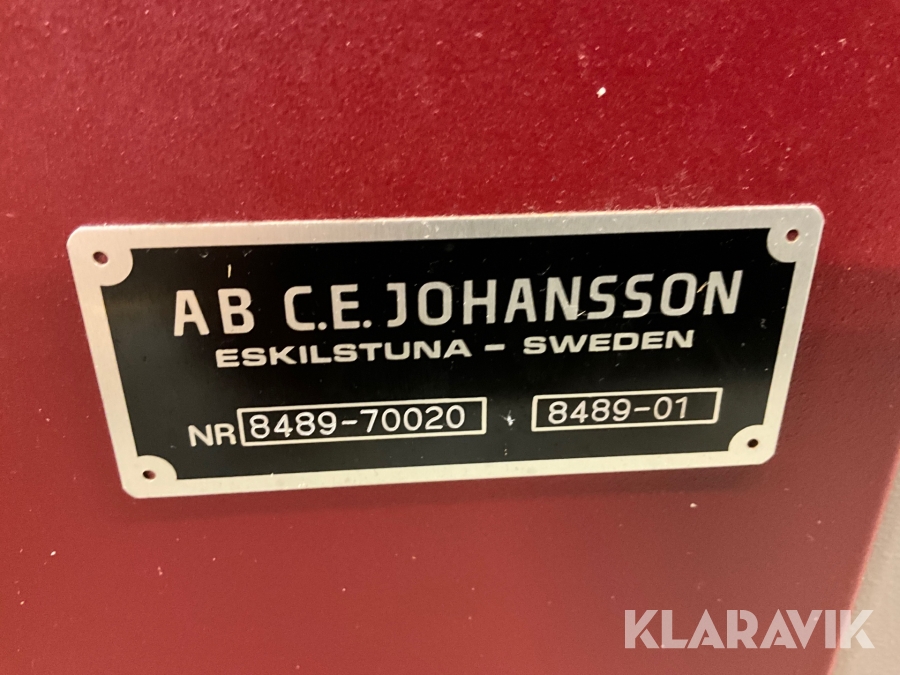 AB C.E. JOHANSSON
ESKILSTUNA – SWEDEN
NR 8489-70020 8489-01
KLARAVIK